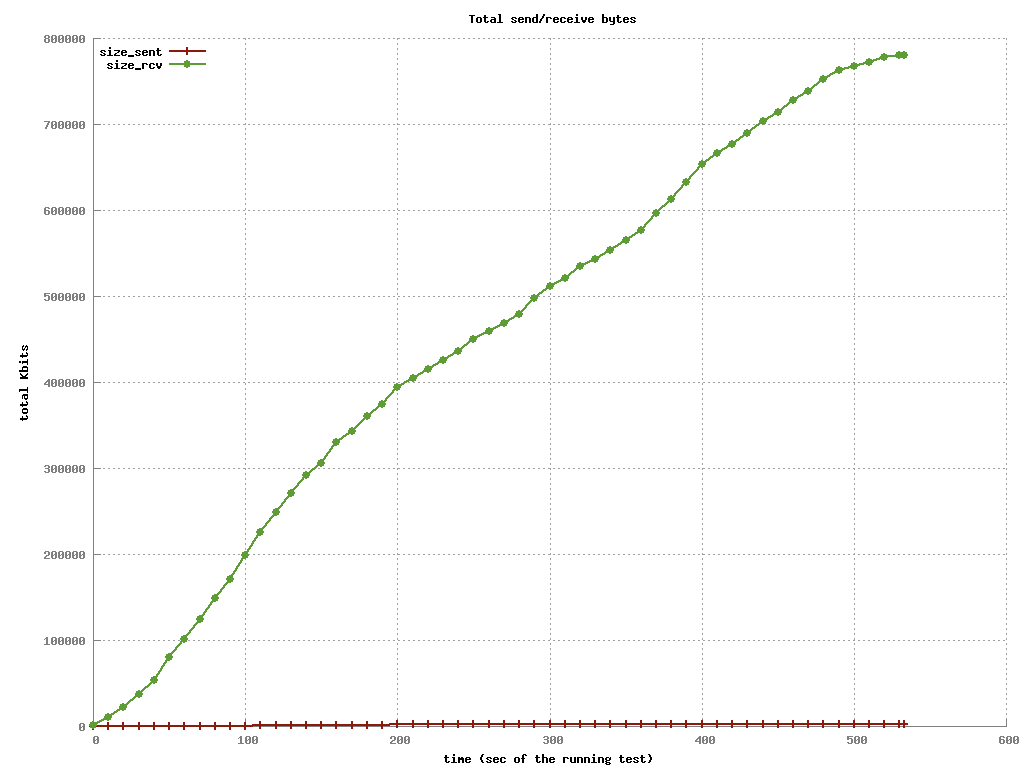 Total send/receive bytes
800000
size_sent
size_rcv
700000
600000
500000
400000
300000
200000
100000
0
total Kbits
0 100 200 300 400 500 600
time (sec of the running test)